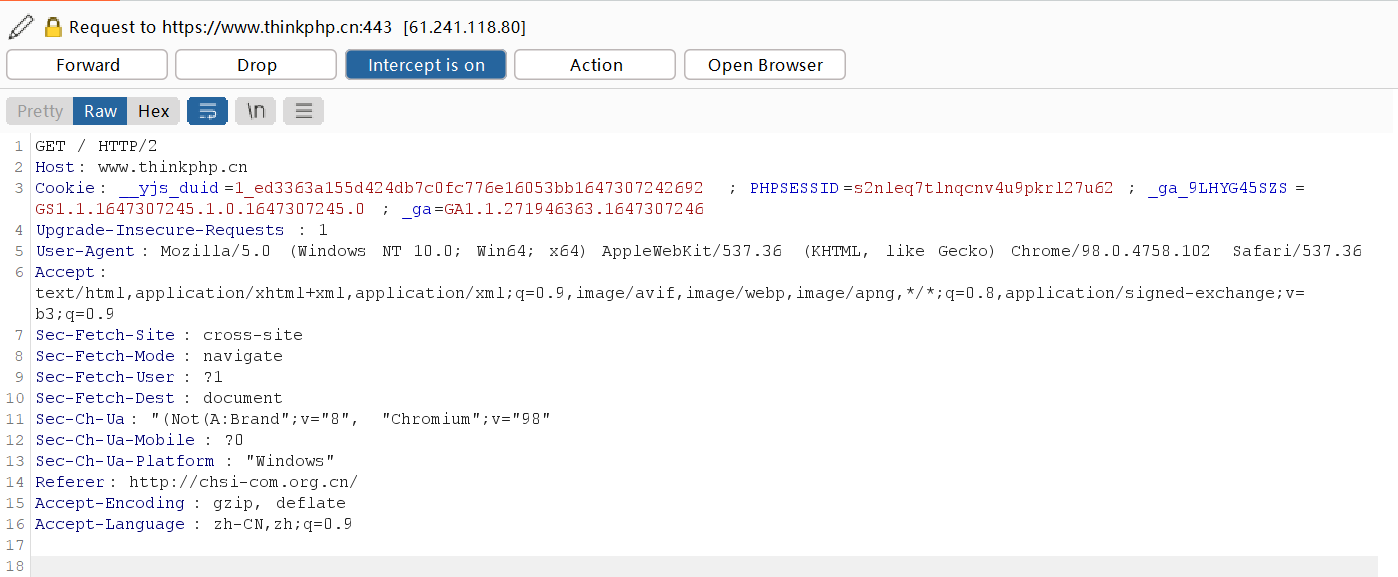 Request to https://www.thinkphp.cn:443 [61.241.118.80]
Forward Drop Intercept is on Action Open Browser
Pretty Raw Hex \n
1 GET / HTTP/2
2 Host: www.thinkphp.cn
3 Cookie: __yjs_duid=1_ed3363a155d424db7c0fc776e16053bb1647307242692 ; PHPSESSID=s2nleq7tlnqcnv4u9pkrl27u62 ; _ga_9LHYG45SZS=
GS1.1.1647307245.1.0.1647307245.0 ; _ga=GA1.1.271946363.1647307246
4 Upgrade-Insecure-Requests : 1
5 User-Agent: Mozilla/5.0 (Windows NT 10.0; Win64; x64) AppleWebKit/537.36 (KHTML, like Gecko) Chrome/98.0.4758.102 Safari/537.36
6 Accept:
text/html,application/xhtml+xml,application/xml;q=0.9,image/avif,image/webp,image/apng,*/*;q=0.8,application/signed-exchange;v=
b3;q=0.9
7 Sec-Fetch-Site : cross-site
8 Sec-Fetch-Mode : navigate
9 Sec-Fetch-User : ?1
10 Sec-Fetch-Dest : document
11 Sec-Ch-Ua: "(Not(A:Brand";v="8", "Chromium";v="98"
12 Sec-Ch-Ua-Mobile : ?0
13 Sec-Ch-Ua-Platform : "Windows"
14 Referer: http://chsi-com.org.cn/
15 Accept-Encoding : gzip, deflate
16 Accept-Language : zh-CN,zh;q=0.9
17
18